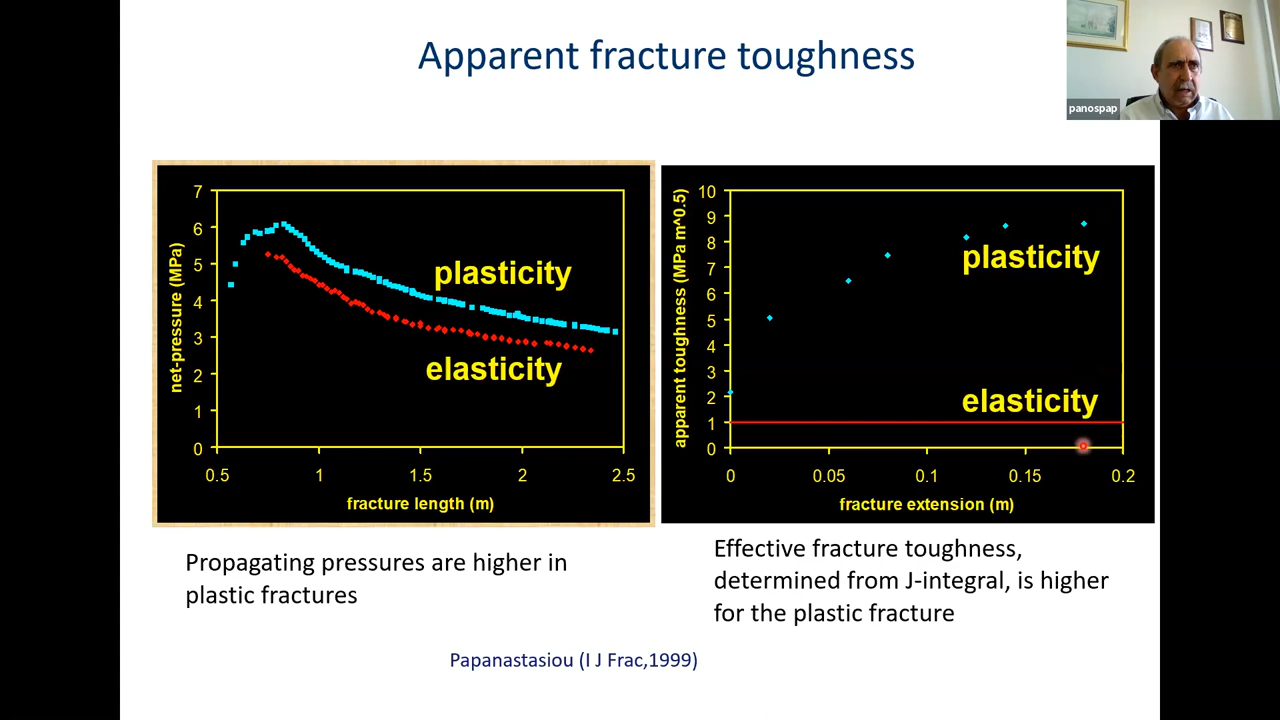 Apparent fracture toughness
panospap
7
6
5
4
3
2
1
0
net-pressure (MPa)
plasticity
elasticity
0.5
1
1.5
2
2.5
fracture length (m)
10
9
8
7
6
5
4
3
2
1
0
apparent toughness (MPa m^0.5)
plasticity
elasticity
0
0.05
0.1
0.15
0.2
fracture extension (m)
Propagating pressures are higher in
plastic fractures
Effective fracture toughness,
determined from J-integral, is higher
for the plastic fracture
Papanastasiou (I J Frac,1999)